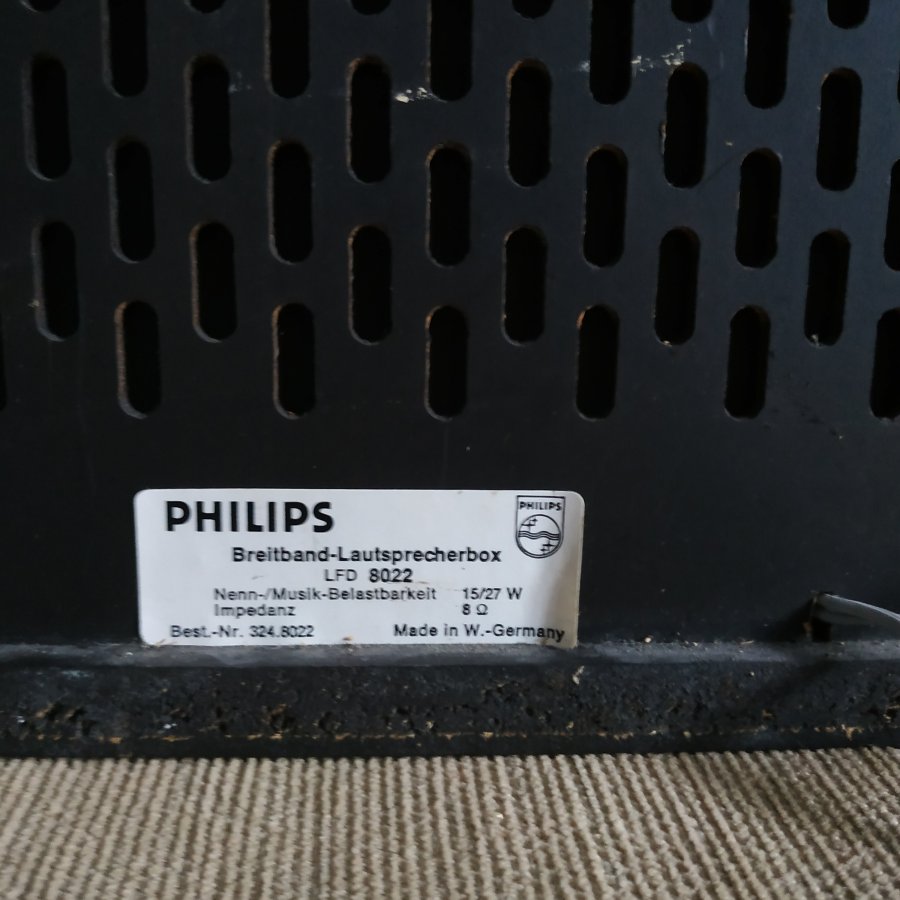 PHILIPS
PHILIPS
Breitband-Lautsprecherbox
LFD 8022
Nenn-/Musik-Belastbarkeit 15/27 W
Impedanz 8 Ω
Best.-Nr. 324.8022 Made in W.-Germany